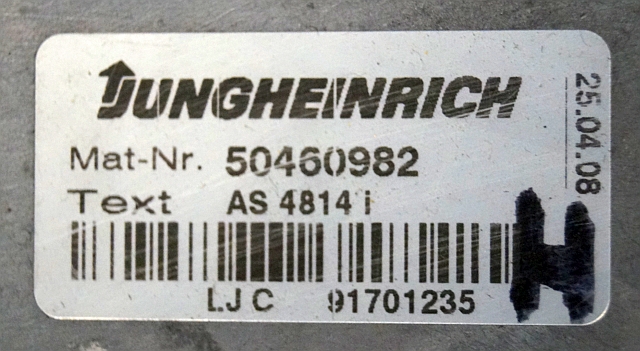 JUNGHEINRICH
Mat-Nr. 50460982
Text AS 4814 i
LJC 91701235
25.04.08
H